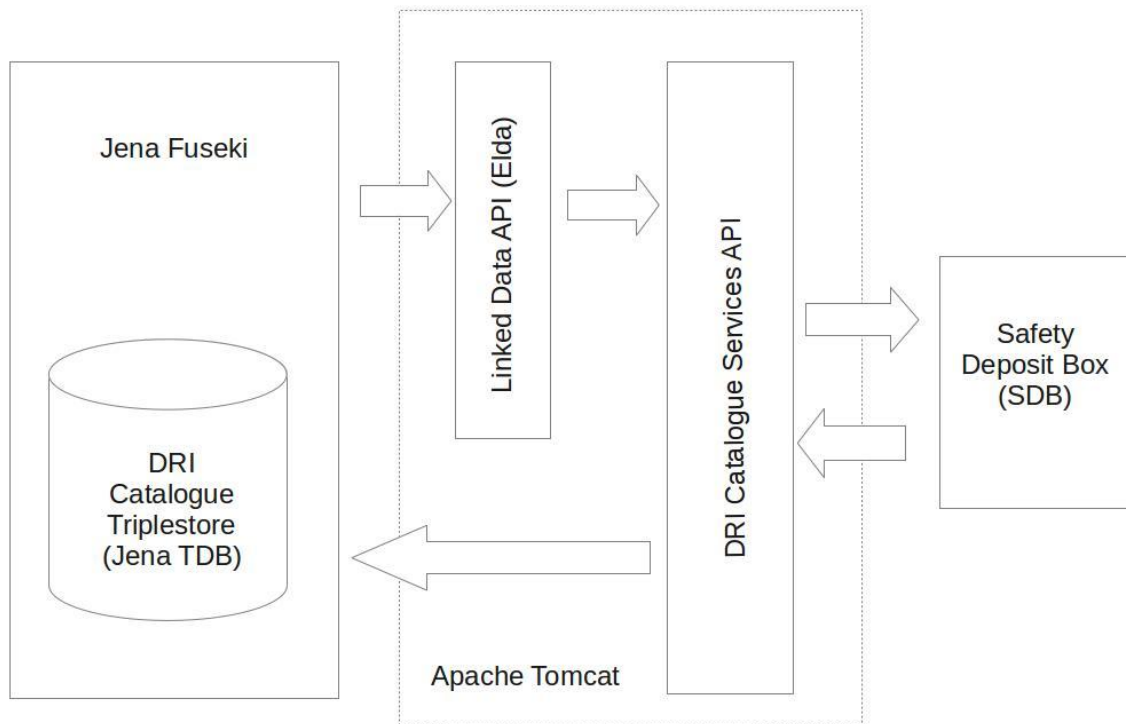 Jena Fuseki
DRI
Catalogue
Triplestore
(Jena TDB)
Linked Data API (Elda)
DRI Catalogue Services API
Apache Tomcat
Safety
Deposit Box
(SDB)